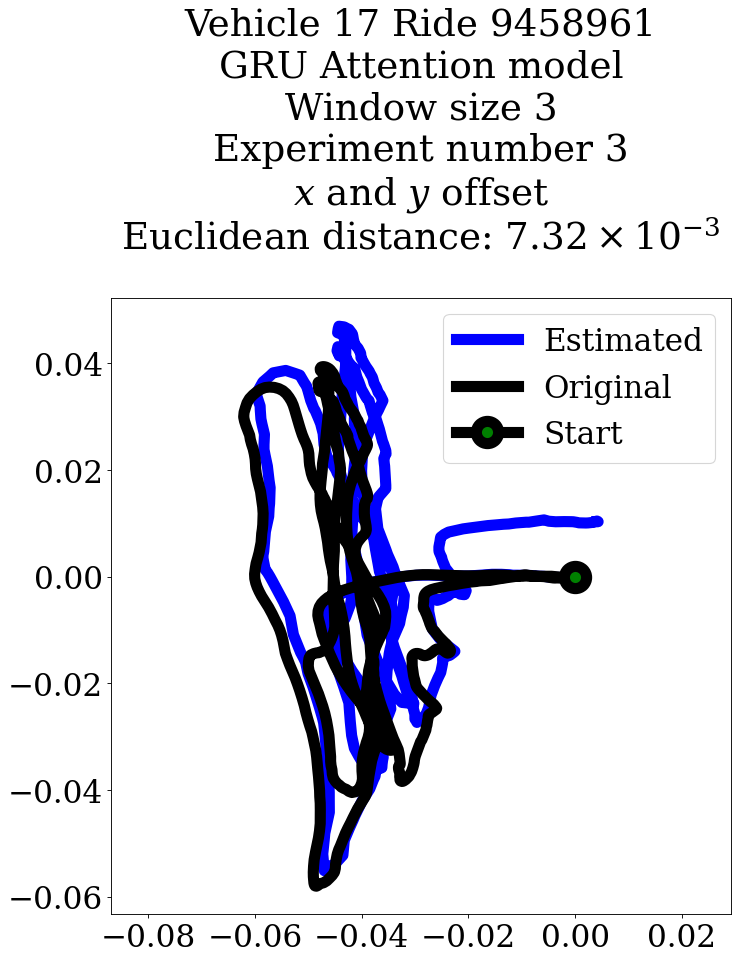 Vehicle 17 Ride 9458961
GRU Attention model
Window size 3
Experiment number 3
x and y offset
Euclidean distance: 7.32 × 10⁻³
Estimated
Original
Start
0.04
0.02
0.00
−0.02
−0.04
−0.06
−0.08 −0.06 −0.04 −0.02 0.00 0.02